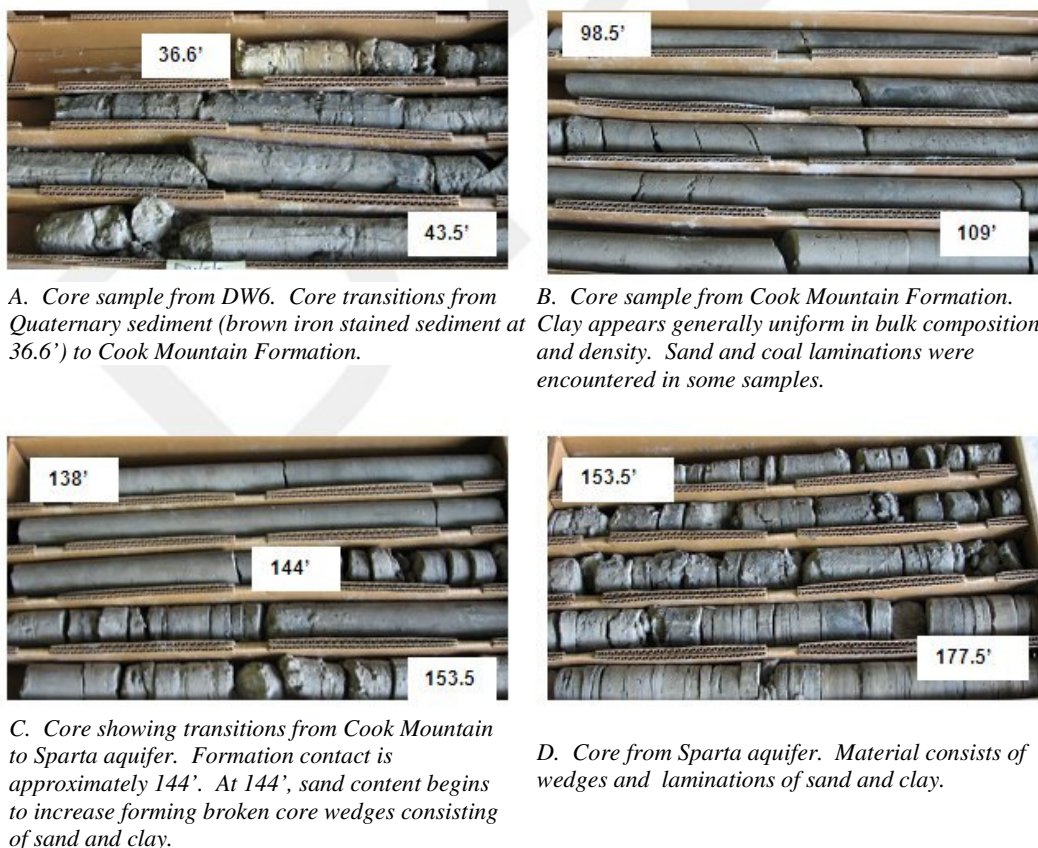 36.6'
43.5'
98.5'
109'
A. Core sample from DW6. Core transitions from
Quaternary sediment (brown iron stained sediment at
36.6') to Cook Mountain Formation.
B. Core sample from Cook Mountain Formation.
Clay appears generally uniform in bulk composition
and density. Sand and coal laminations were
encountered in some samples.
138'
144'
153.5
153.5'
177.5'
C. Core showing transitions from Cook Mountain
to Sparta aquifer. Formation contact is
approximately 144'. At 144', sand content begins
to increase forming broken core wedges consisting
of sand and clay.
D. Core from Sparta aquifer. Material consists of
wedges and laminations of sand and clay.